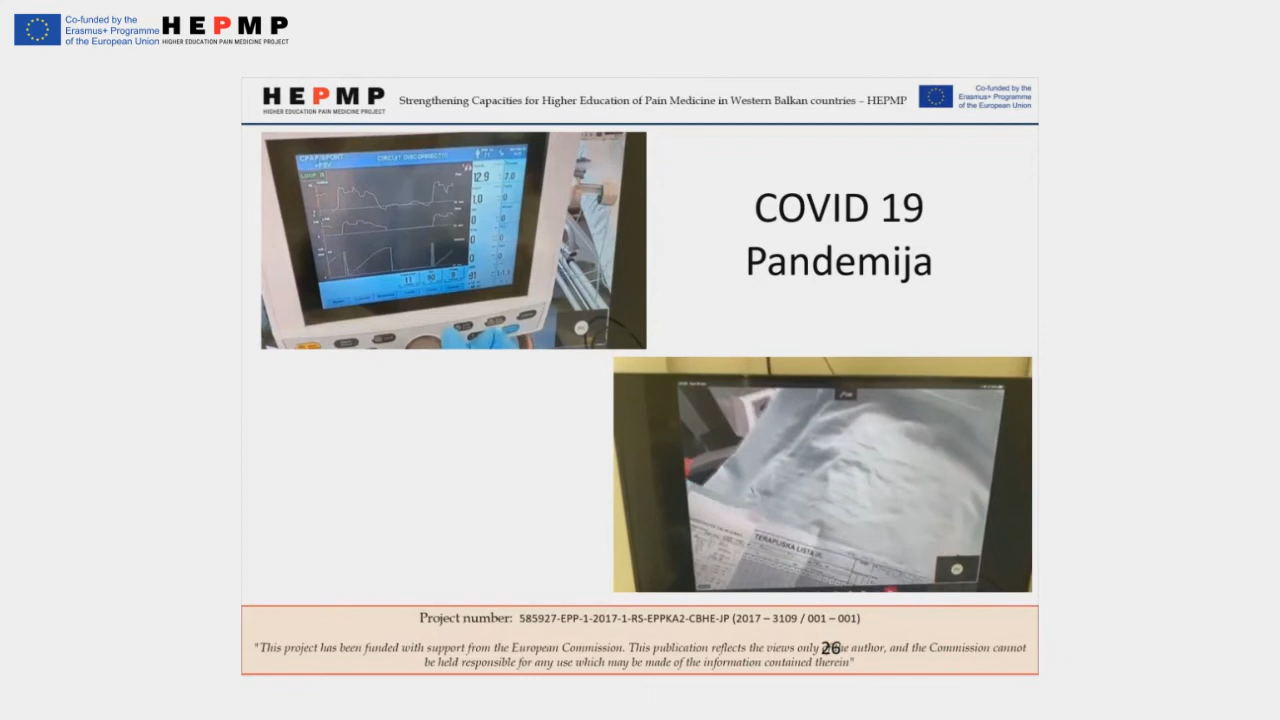 Co-funded by the
Erasmus+ Programme
of the European Union
HEPMP
HIGHER EDUCATION PAIN MEDICINE PROJECT
HEPMP
HIGHER EDUCATION PAIN MEDICINE PROJECT
Strengthening Capacities for Higher Education of Pain Medicine in Western Balkan countries – HEPMP
Co-funded by the
Erasmus+ Programme
of the European Union
CIRCUIT DISCONNECT
12.9
7.0
COVID 19
Pandemija
TERAPIJSKA LISTA
Project number: 585927-EPP-1-2017-1-RS-EPPKA2-CBHE-JP (2017 – 3109 / 001 – 001)
"This project has been funded with support from the European Commission. This publication reflects the views only author, and the Commission cannot
26
be held responsible for any use which may be made of the information contained therein"